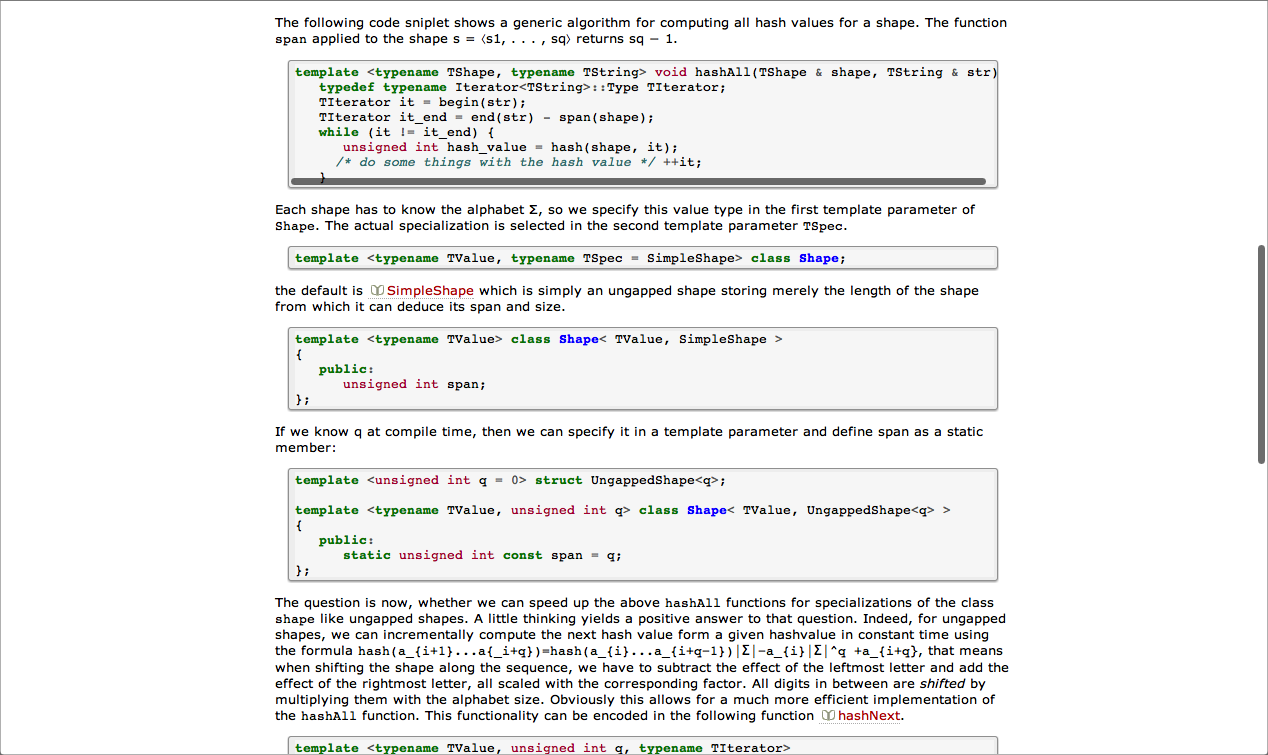 The following code sniplet shows a generic algorithm for computing all hash values for a shape. The function
span applied to the shape s = ⟨s1, . . . , sq⟩ returns sq − 1.
template <typename TShape, typename TString> void hashAll(TShape & shape, TString & str)
typedef typename Iterator<TString>::Type TIterator;
TIterator it = begin(str);
TIterator it_end = end(str) - span(shape);
while (it != it_end) {
unsigned int hash_value = hash(shape, it);
/* do some things with the hash value */ ++it;
}
Each shape has to know the alphabet Σ, so we specify this value type in the first template parameter of
Shape. The actual specialization is selected in the second template parameter TSpec.
template <typename TValue, typename TSpec = SimpleShape> class Shape;
the default is SimpleShape which is simply an ungapped shape storing merely the length of the shape
from which it can deduce its span and size.
template <typename TValue> class Shape< TValue, SimpleShape >
{
public:
unsigned int span;
};
If we know q at compile time, then we can specify it in a template parameter and define span as a static
member:
template <unsigned int q = 0> struct UngappedShape<q>;
template <typename TValue, unsigned int q> class Shape< TValue, UngappedShape<q> >
{
public:
static unsigned int const span = q;
};
The question is now, whether we can speed up the above hashAll functions for specializations of the class
shape like ungapped shapes. A little thinking yields a positive answer to that question. Indeed, for ungapped
shapes, we can incrementally compute the next hash value form a given hashvalue in constant time using
the formula hash(a_{i+1}...a{_i+q})=hash(a_{i}...a_{i+q-1})|Σ|−a_{i}|Σ|^q +a_{i+q}, that means
when shifting the shape along the sequence, we have to subtract the effect of the leftmost letter and add the
effect of the rightmost letter, all scaled with the corresponding factor. All digits in between are shifted by
multiplying them with the alphabet size. Obviously this allows for a much more efficient implementation of
the hashAll function. This functionality can be encoded in the following function hashNext.
template <typename TValue, unsigned int q, typename TIterator>